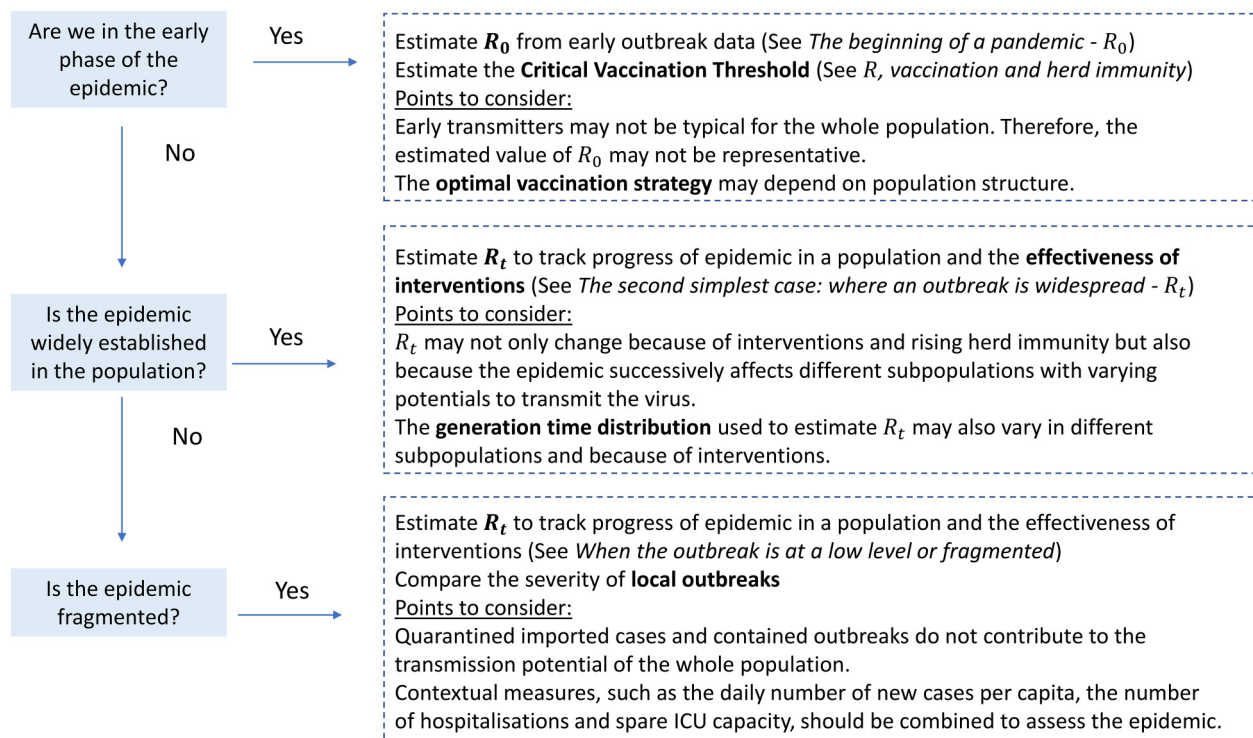 Are we in the early
phase of the
epidemic?
Yes
Estimate R₀ from early outbreak data (See The beginning of a pandemic - R₀)
Estimate the Critical Vaccination Threshold (See R, vaccination and herd immunity)
Points to consider:
Early transmitters may not be typical for the whole population. Therefore, the
estimated value of R₀ may not be representative.
The optimal vaccination strategy may depend on population structure.
No
Is the epidemic
widely established
in the population?
Yes
Estimate Rₜ to track progress of epidemic in a population and the effectiveness of
interventions (See The second simplest case: where an outbreak is widespread - Rₜ)
Points to consider:
Rₜ may not only change because of interventions and rising herd immunity but also
because the epidemic successively affects different subpopulations with varying
potentials to transmit the virus.
The generation time distribution used to estimate Rₜ may also vary in different
subpopulations and because of interventions.
No
Is the epidemic
fragmented?
Yes
Estimate Rₜ to track progress of epidemic in a population and the effectiveness of
interventions (See When the outbreak is at a low level or fragmented)
Compare the severity of local outbreaks
Points to consider:
Quarantined imported cases and contained outbreaks do not contribute to the
transmission potential of the whole population.
Contextual measures, such as the daily number of new cases per capita, the number
of hospitalisations and spare ICU capacity, should be combined to assess the epidemic.